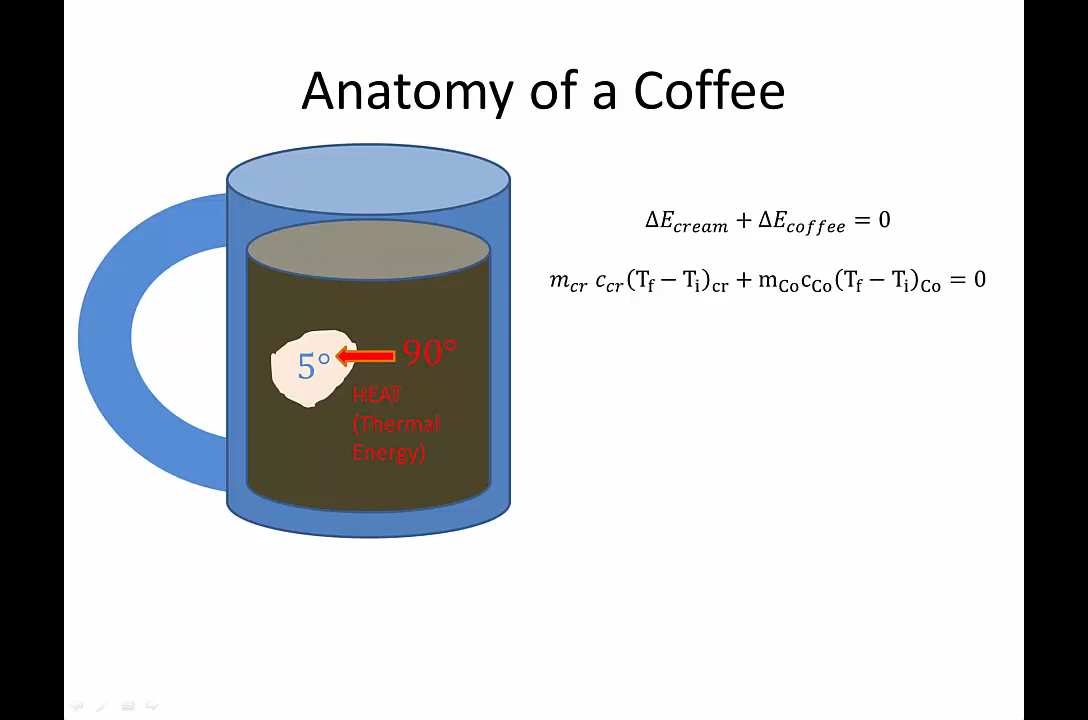 Anatomy of a Coffee
ΔE_cream + ΔE_coffee = 0
m_cr c_cr(T_f − T_i)_cr + m_Co c_Co(T_f − T_i)_Co = 0
5° 90°
HEAT
(Thermal
Energy)